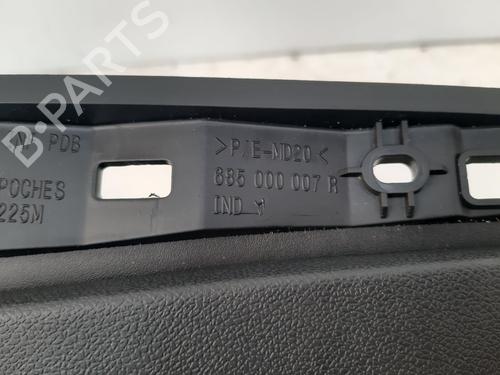 B-PARTS
PDB
POCHES
225M
>P/E-MD20<
685 000 007 R
IND Y